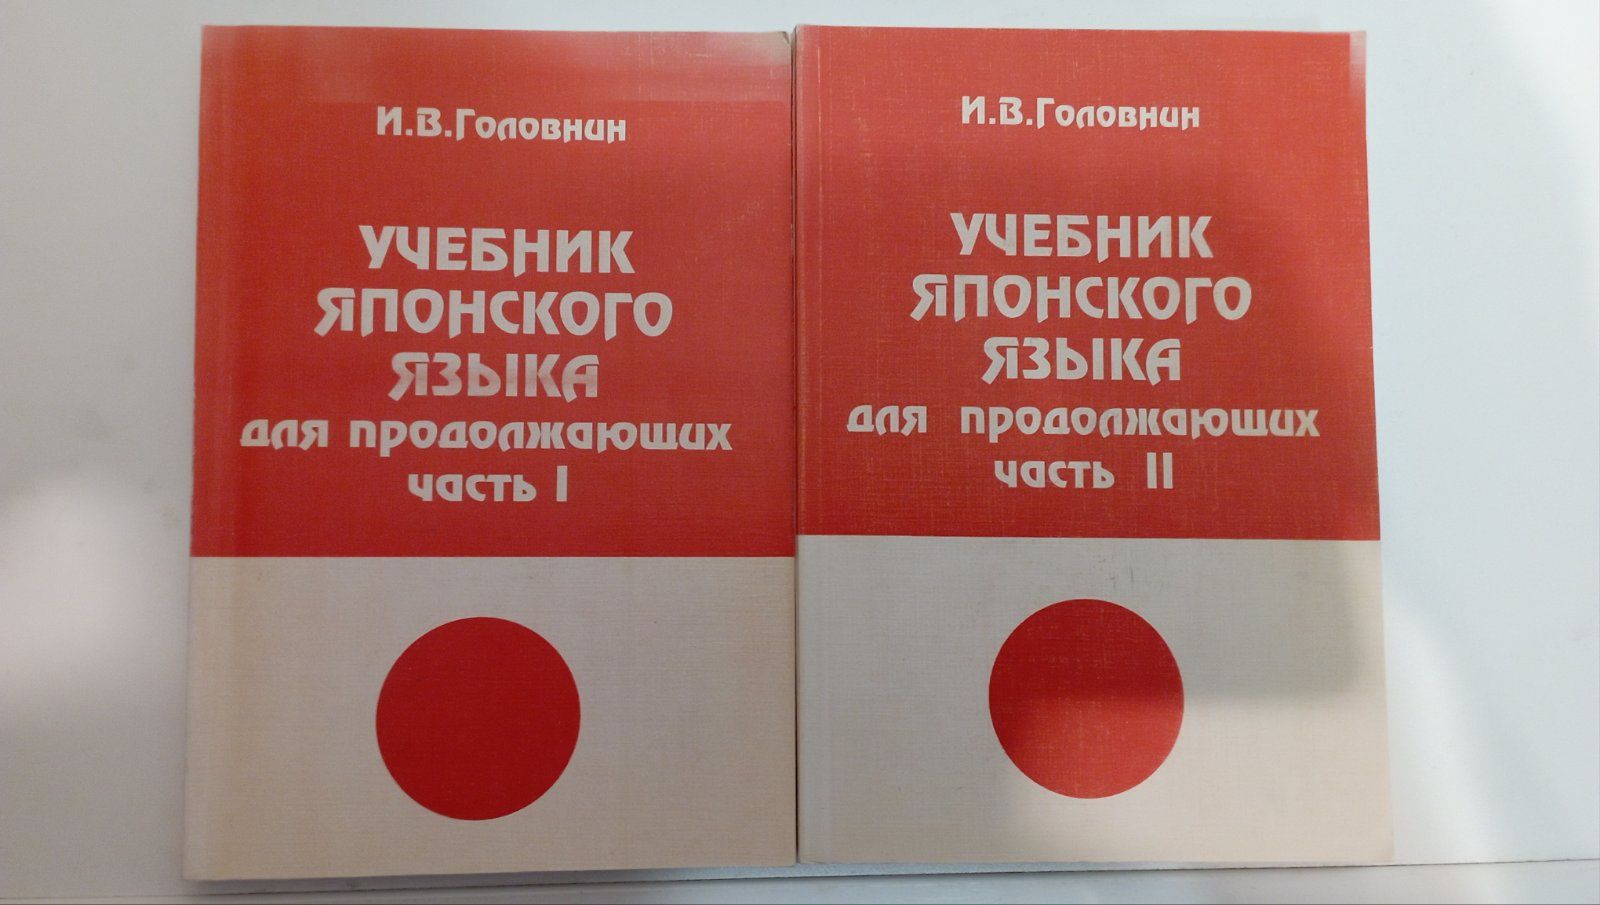 И.В.Головнин
УЧЕБНИК
ЯПОНСКОГО
ЯЗЫКА
для продолжающих
часть I
И.В.Головнин
УЧЕБНИК
ЯПОНСКОГО
ЯЗЫКА
для продолжающих
часть II